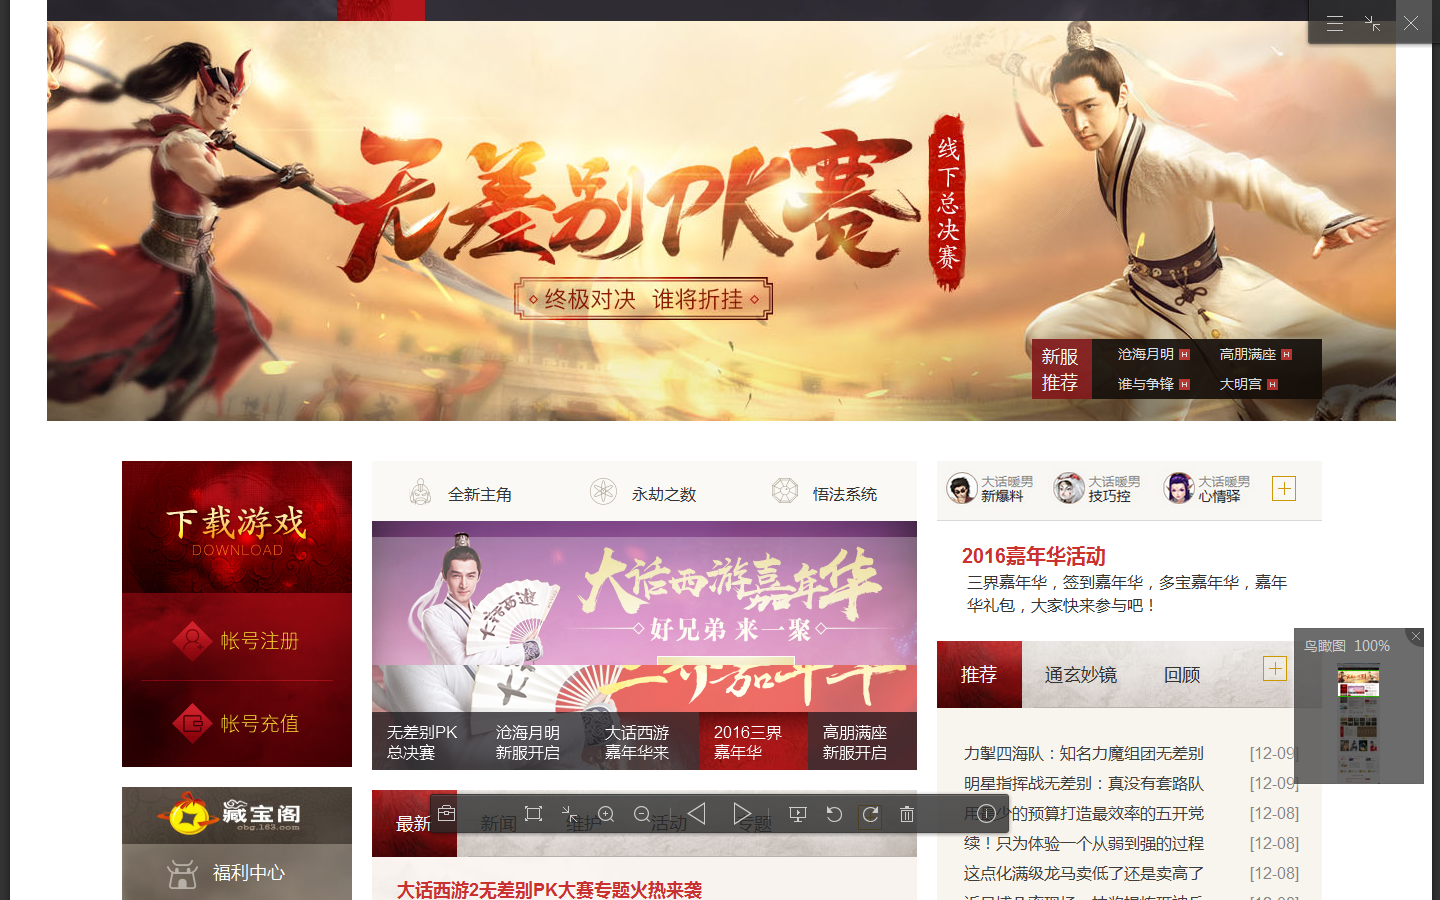 无差别PK赛
线下总决赛
终极对决 谁将折挂
新服推荐
沧海月明 H
高朋满座 H
谁与争锋 H
大明宫 H
下载游戏
DOWNLOAD
帐号注册
帐号充值
藏宝阁
cbg.163.com
福利中心
全新主角
永劫之数
悟法系统
大话西游嘉年华
好兄弟 来一聚
大话西游
无差别PK
总决赛
沧海月明
新服开启
大话西游
嘉年华来
2016三界
嘉年华
高朋满座
新服开启
最新
新闻
维护
活动
专题
大话西游2无差别PK大赛专题火热来袭
大话暖男
新爆料
大话暖男
技巧控
大话暖男
心情驿
2016嘉年华活动
三界嘉年华，签到嘉年华，多宝嘉年华，嘉年
华礼包，大家快来参与吧！
推荐
通玄妙镜
回顾
力掣四海队：知名力魔组团无差别 [12-09]
明星指挥战无差别：真没有套路队 [12-09]
用最少的预算打造最效率的五开党 [12-08]
续！只为体验一个从弱到强的过程 [12-08]
这点化满级龙马卖低了还是卖高了 [12-08]
鸟瞰图 100%